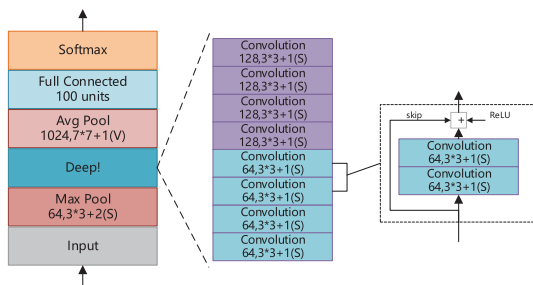 Softmax
Full Connected
100 units
Avg Pool
1024,7*7+1(V)
Deep!
Max Pool
64,3*3+2(S)
Input
Convolution
128,3*3+1(S)
Convolution
128,3*3+1(S)
Convolution
128,3*3+1(S)
Convolution
128,3*3+1(S)
Convolution
64,3*3+1(S)
Convolution
64,3*3+1(S)
Convolution
64,3*3+1(S)
Convolution
64,3*3+1(S)
skip
+
ReLU
Convolution
64,3*3+1(S)
Convolution
64,3*3+1(S)